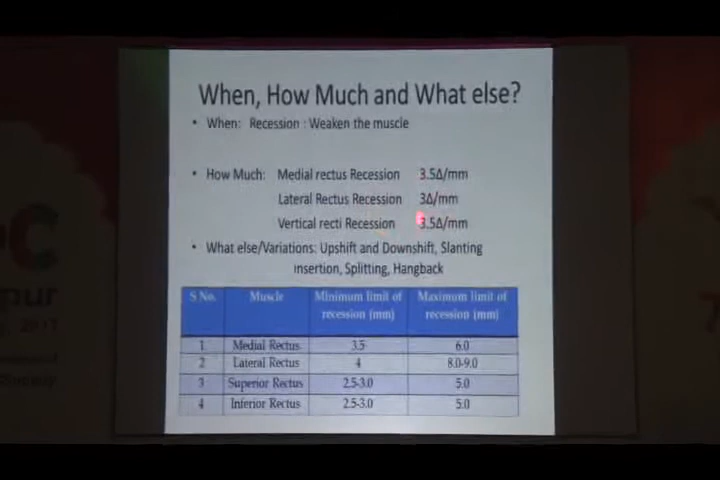 When, How Much and What else?
• When: Recession : Weaken the muscle
• How Much: Medial rectus Recession 3.5Δ/mm
Lateral Rectus Recession 3Δ/mm
Vertical recti Recession 3.5Δ/mm
• What else/Variations: Upshift and Downshift, Slanting
insertion, Splitting, Hangback
S No. Muscle Minimum limit of recession (mm) Maximum limit of recession (mm)
1 Medial Rectus 3.5 6.0
2 Lateral Rectus 4 8.0-9.0
3 Superior Rectus 2.5-3.0 5.0
4 Inferior Rectus 2.5-3.0 5.0
pur
2017